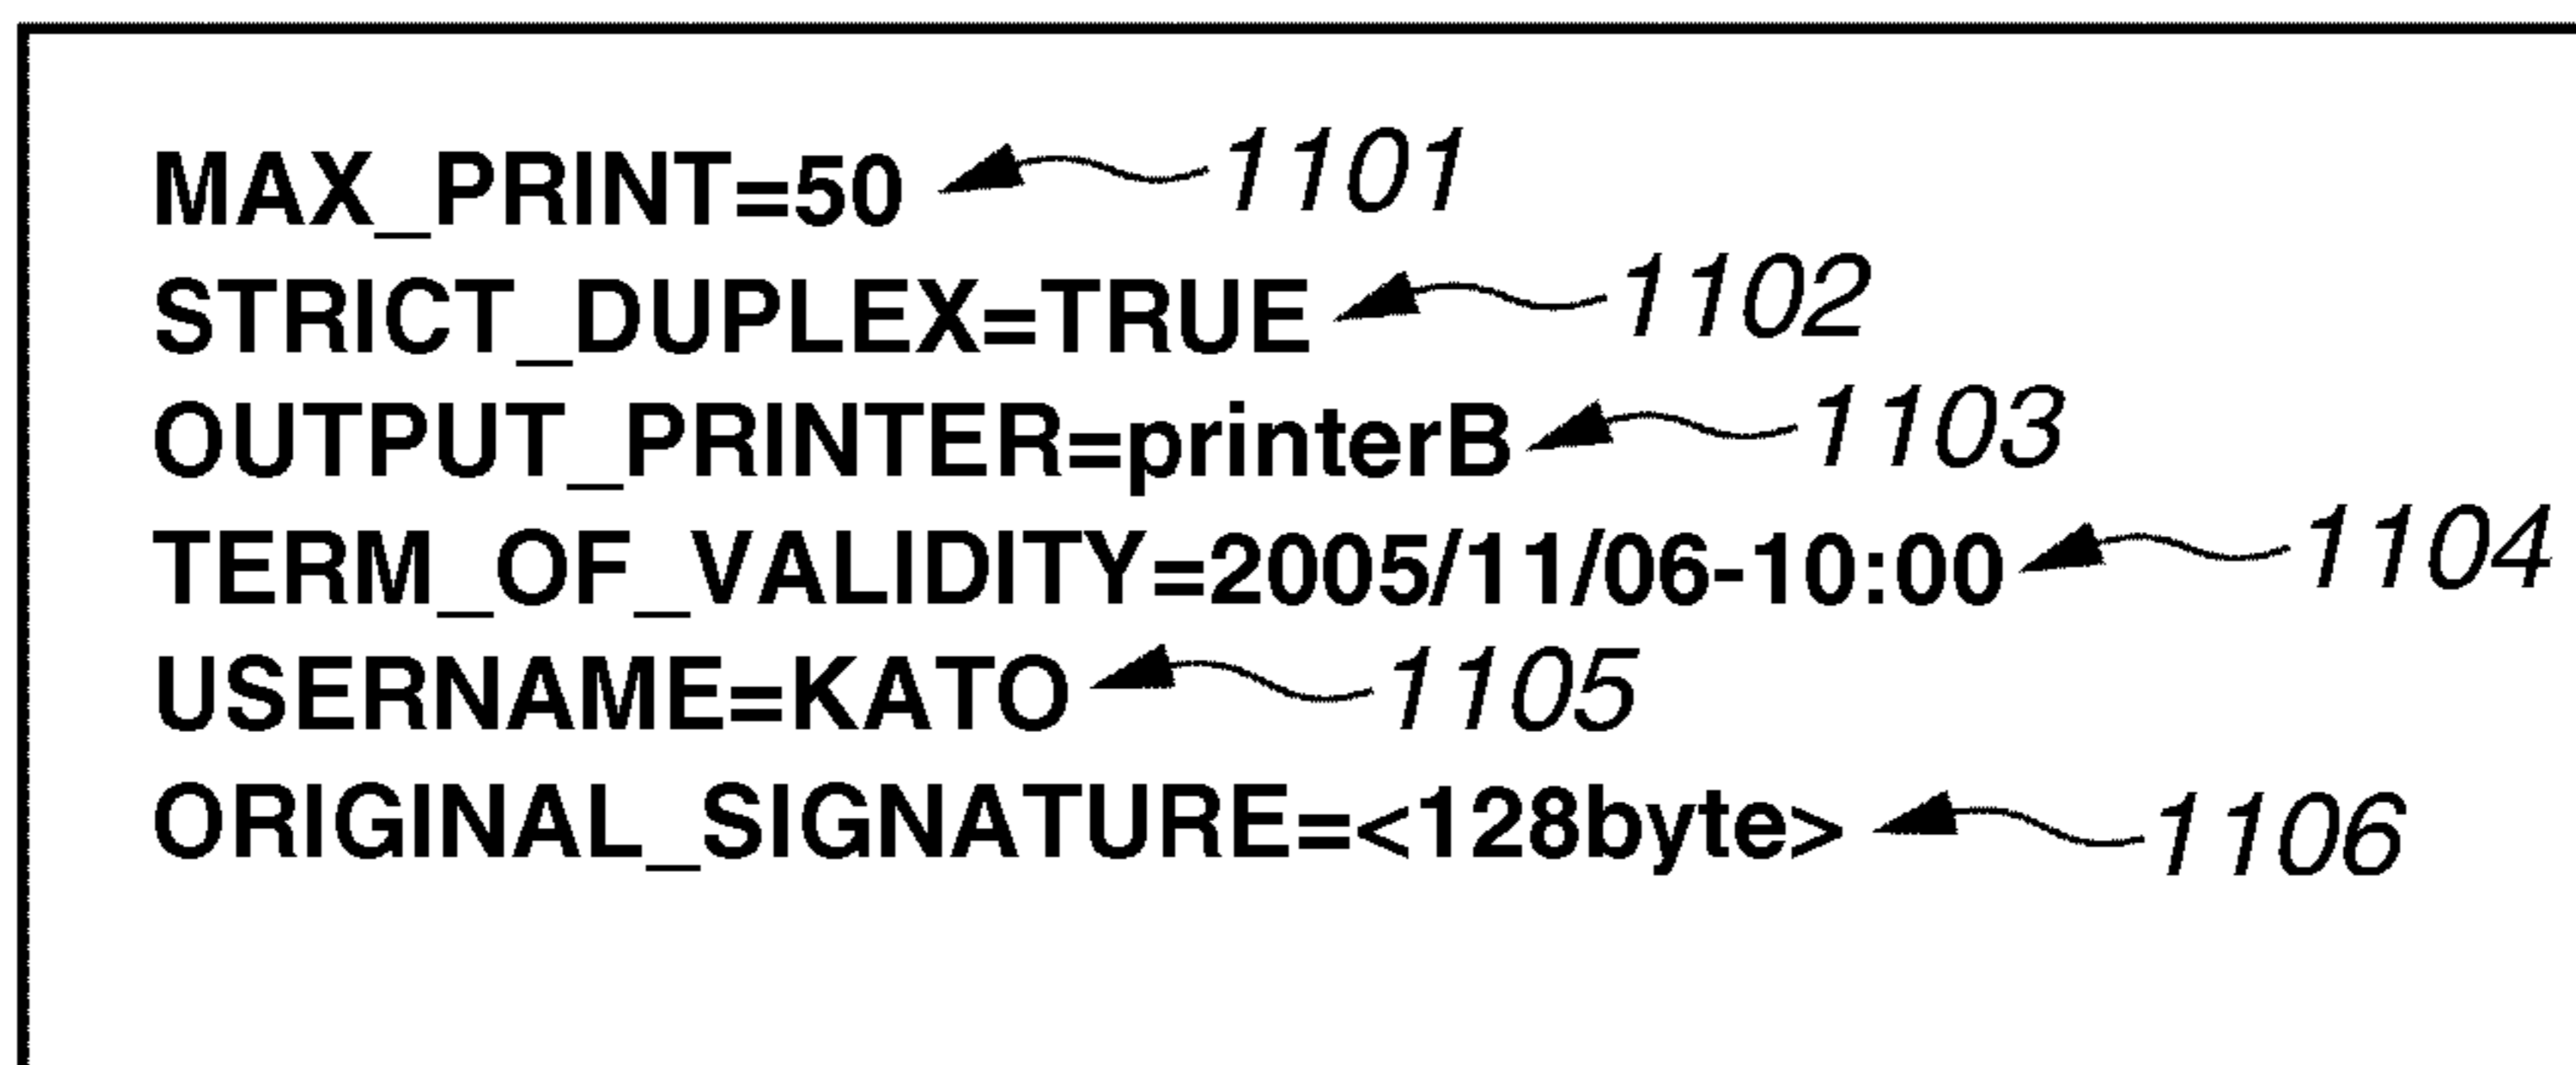 MAX_PRINT=50 1101
STRICT_DUPLEX=TRUE 1102
OUTPUT_PRINTER=printerB 1103
TERM_OF_VALIDITY=2005/11/06-10:00 1104
USERNAME=KATO 1105
ORIGINAL_SIGNATURE=<128byte> 1106